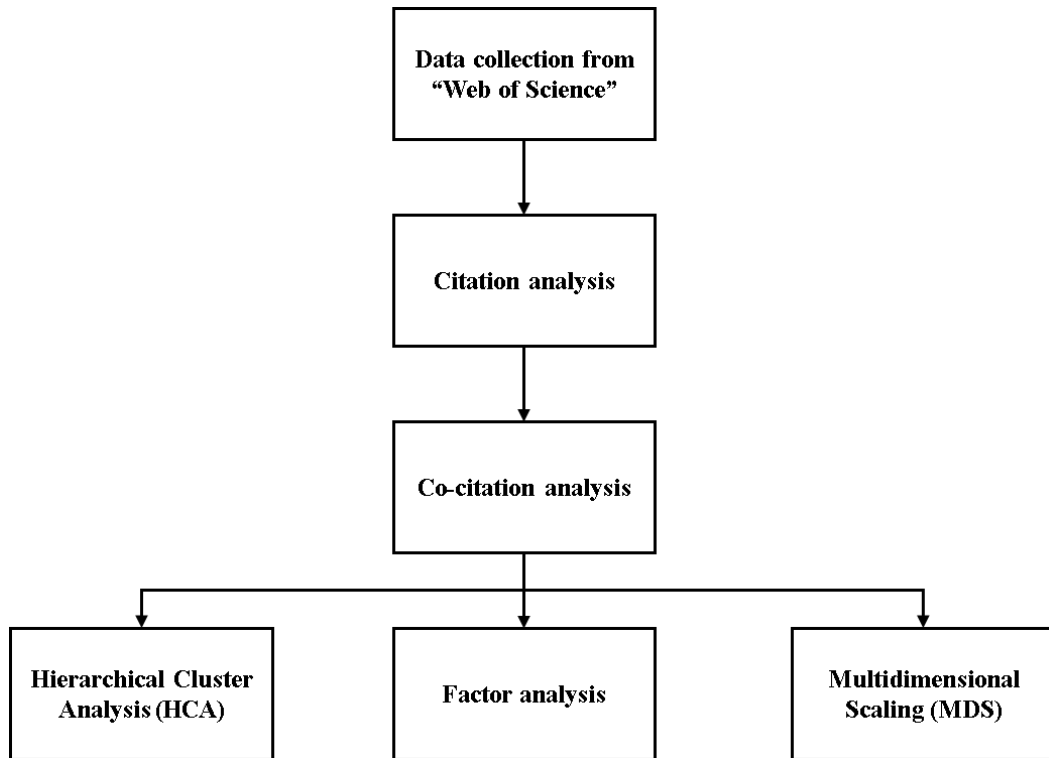 Data collection from
“Web of Science”
Citation analysis
Co-citation analysis
Hierarchical Cluster
Analysis (HCA)
Factor analysis
Multidimensional
Scaling (MDS)